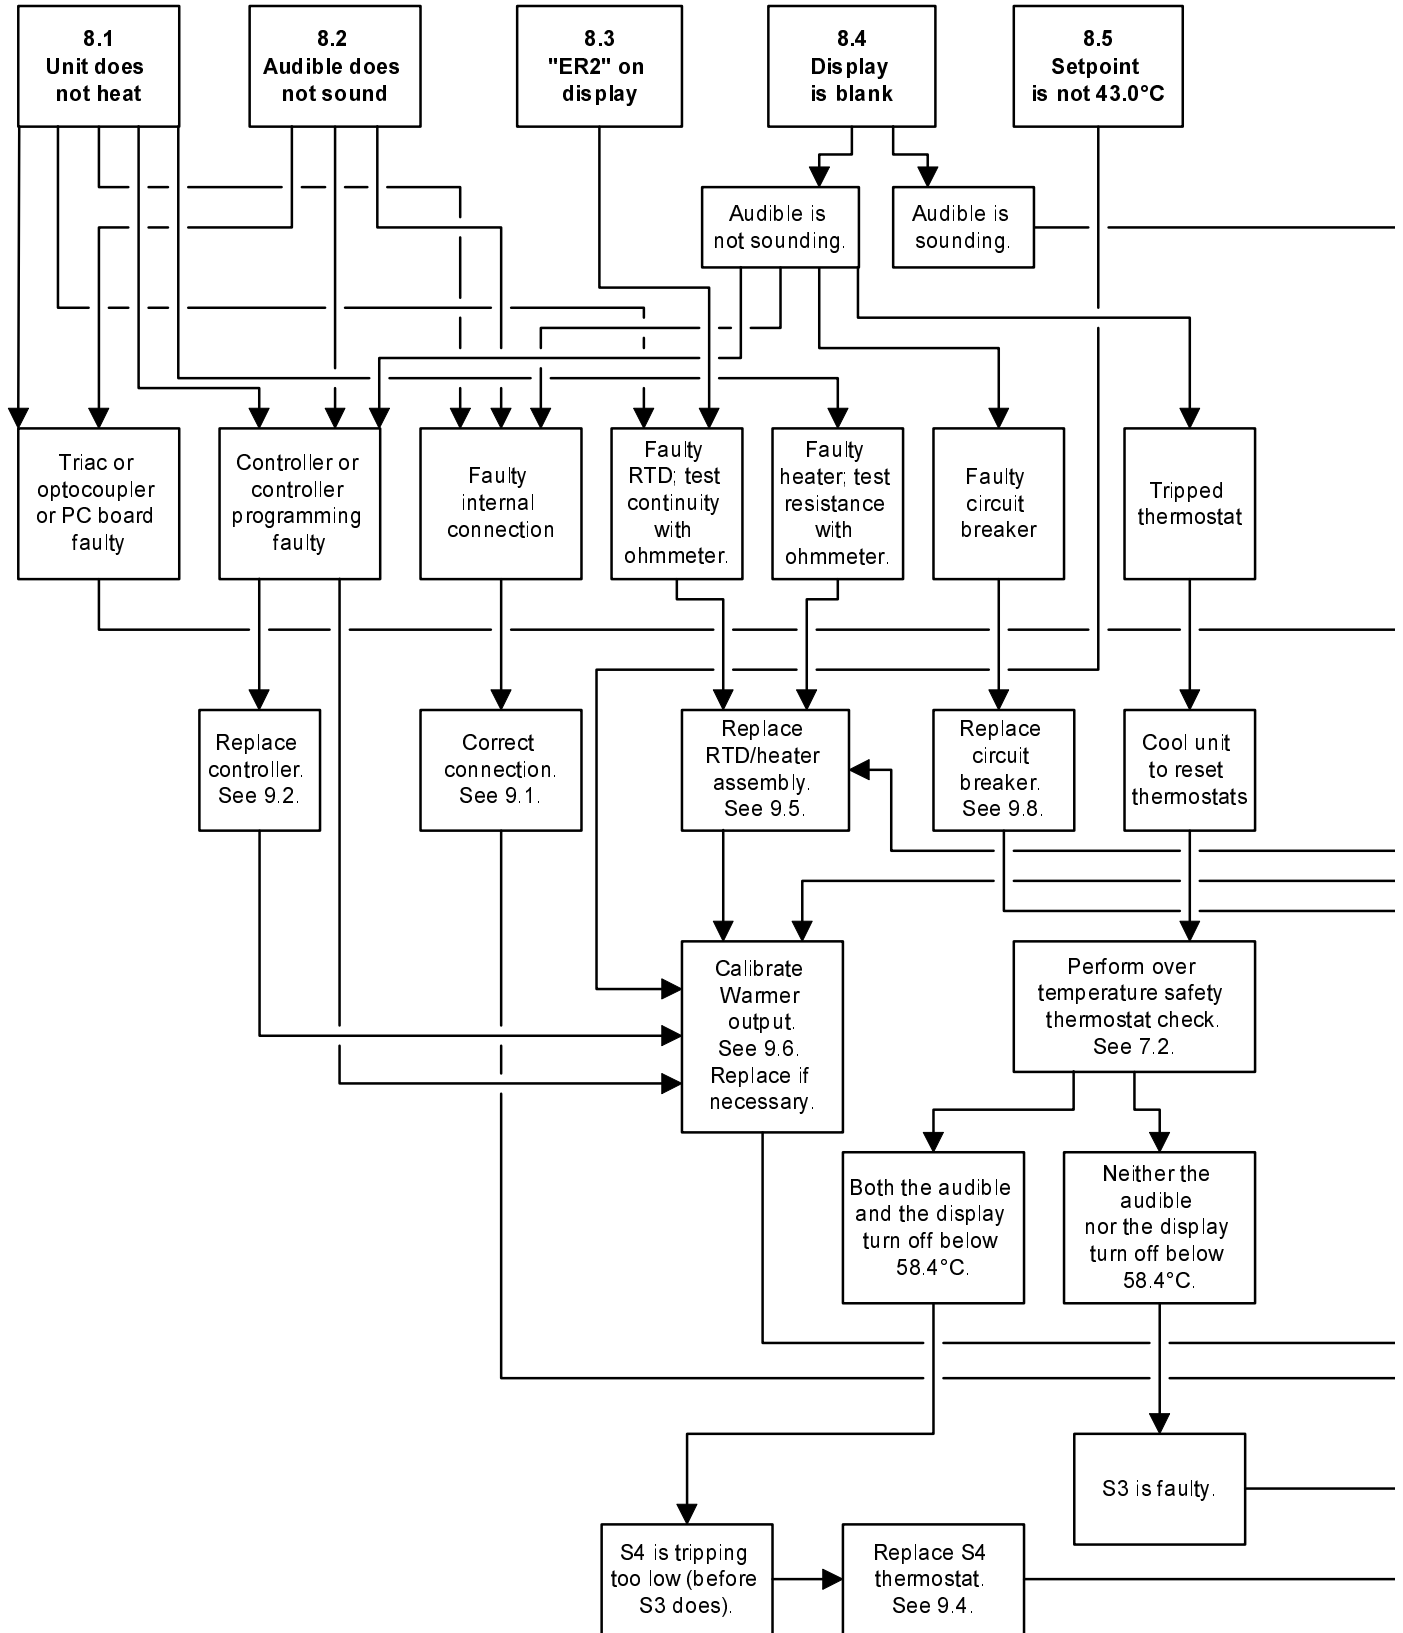 8.1
Unit does
not heat
8.2
Audible does
not sound
8.3
"ER2" on
display
8.4
Display
is blank
8.5
Setpoint
is not 43.0°C
Audible is
not sounding.
Audible is
sounding.
Triac or
optocoupler
or PC board
faulty
Controller or
controller
programming
faulty
Faulty
internal
connection
Faulty
RTD; test
continuity
with
ohmmeter.
Faulty
heater; test
resistance
with
ohmmeter.
Faulty
circuit
breaker
Tripped
thermostat
Replace
controller.
See 9.2.
Correct
connection.
See 9.1.
Replace
RTD/heater
assembly.
See 9.5.
Replace
circuit
breaker.
See 9.8.
Cool unit
to reset
thermostats
Calibrate
Warmer
output.
See 9.6.
Replace if
necessary.
Perform over
temperature safety
thermostat check.
See 7.2.
Both the audible
and the display
turn off below
58.4°C.
Neither the
audible
nor the display
turn off below
58.4°C.
S3 is faulty.
S4 is tripping
too low (before
S3 does).
Replace S4
thermostat.
See 9.4.